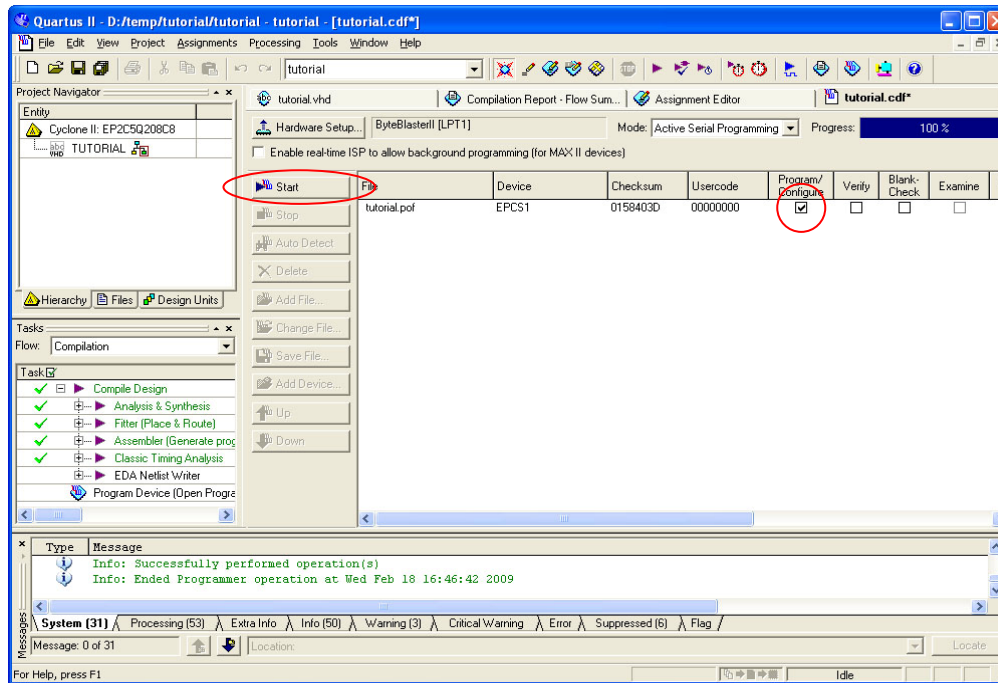 Quartus II - D:/temp/tutorial/tutorial - tutorial - [tutorial.cdf*]
File Edit View Project Assignments Processing Tools Window Help
tutorial
Project Navigator
Entity
Cyclone II: EP2C5Q208C8
VHD TUTORIAL
Hierarchy Files Design Units
tutorial.vhd
Compilation Report - Flow Sum...
Assignment Editor
tutorial.cdf*
Hardware Setup...
ByteBlasterII [LPT1]
Mode: Active Serial Programming
Progress: 100 %
Enable real-time ISP to allow background programming (for MAX II devices)
Start
Stop
Auto Detect
Delete
Add File...
Change File...
Save File...
Add Device...
Up
Down
File Device Checksum Usercode Program/ Configure Verify Blank- Check Examine
tutorial.pof EPCS1 0158403D 00000000
Tasks
Flow: Compilation
Task
Compile Design
Analysis & Synthesis
Fitter (Place & Route)
Assembler (Generate prog
Classic Timing Analysis
EDA Netlist Writer
Program Device (Open Progra
Type Message
Info: Successfully performed operation(s)
Info: Ended Programmer operation at Wed Feb 18 16:46:42 2009
Messages
System (31) Processing (53) Extra Info Info (50) Warning (3) Critical Warning Error Suppressed (6) Flag
Message: 0 of 31
Location:
Locate
For Help, press F1
Idle